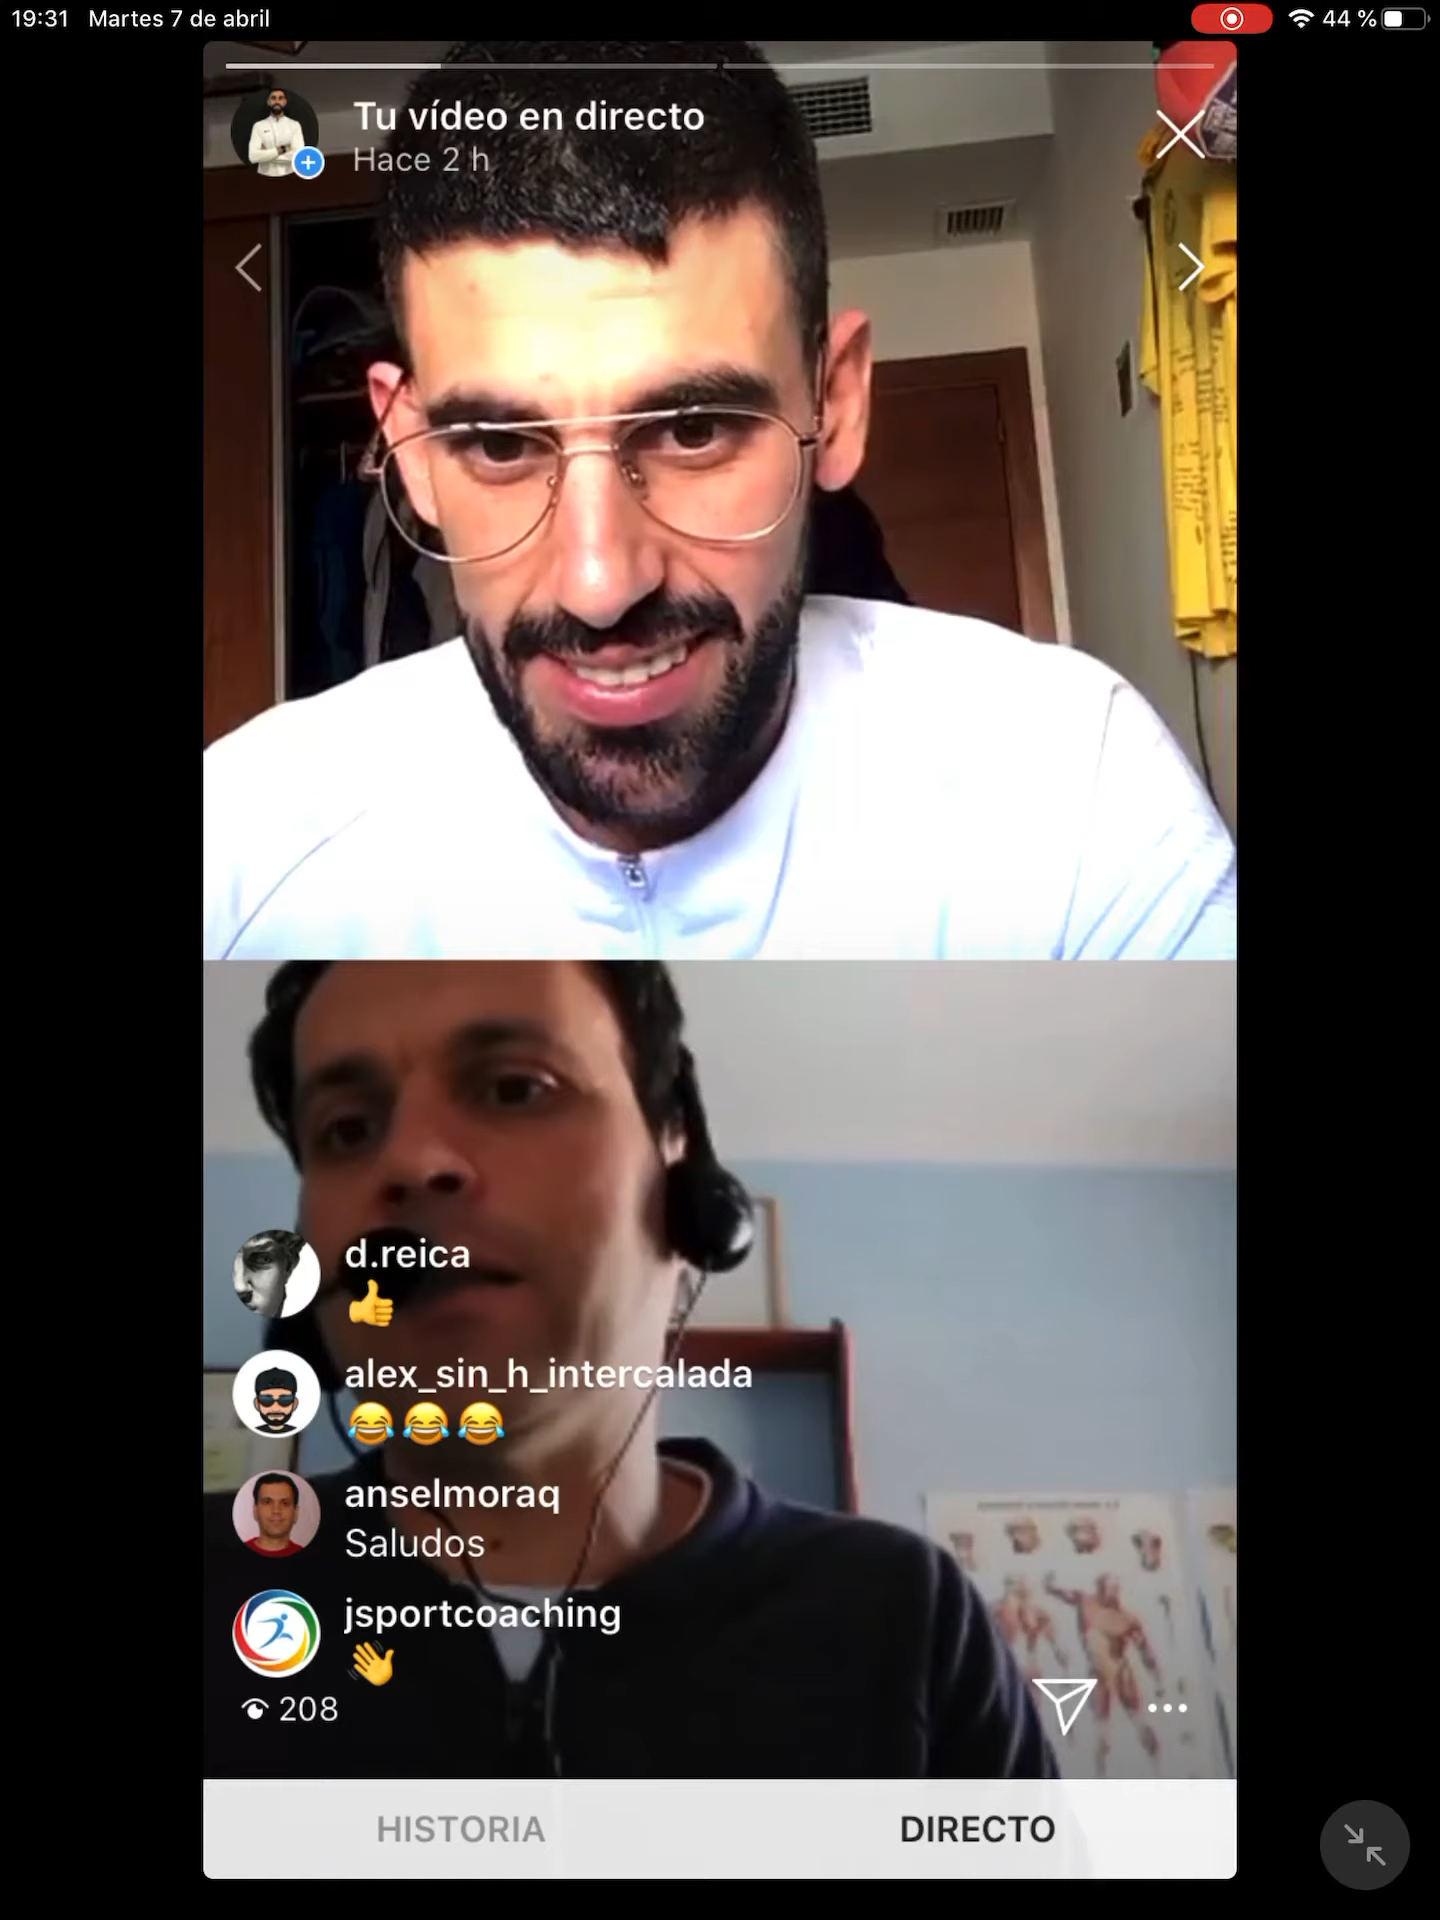 19:31 Martes 7 de abril
44 %
Tu vídeo en directo
Hace 2 h
d.reica
👍
alex_sin_h_intercalada
😂😂😂
anselmoraq
Saludos
jsportcoaching
👋
208
HISTORIA
DIRECTO